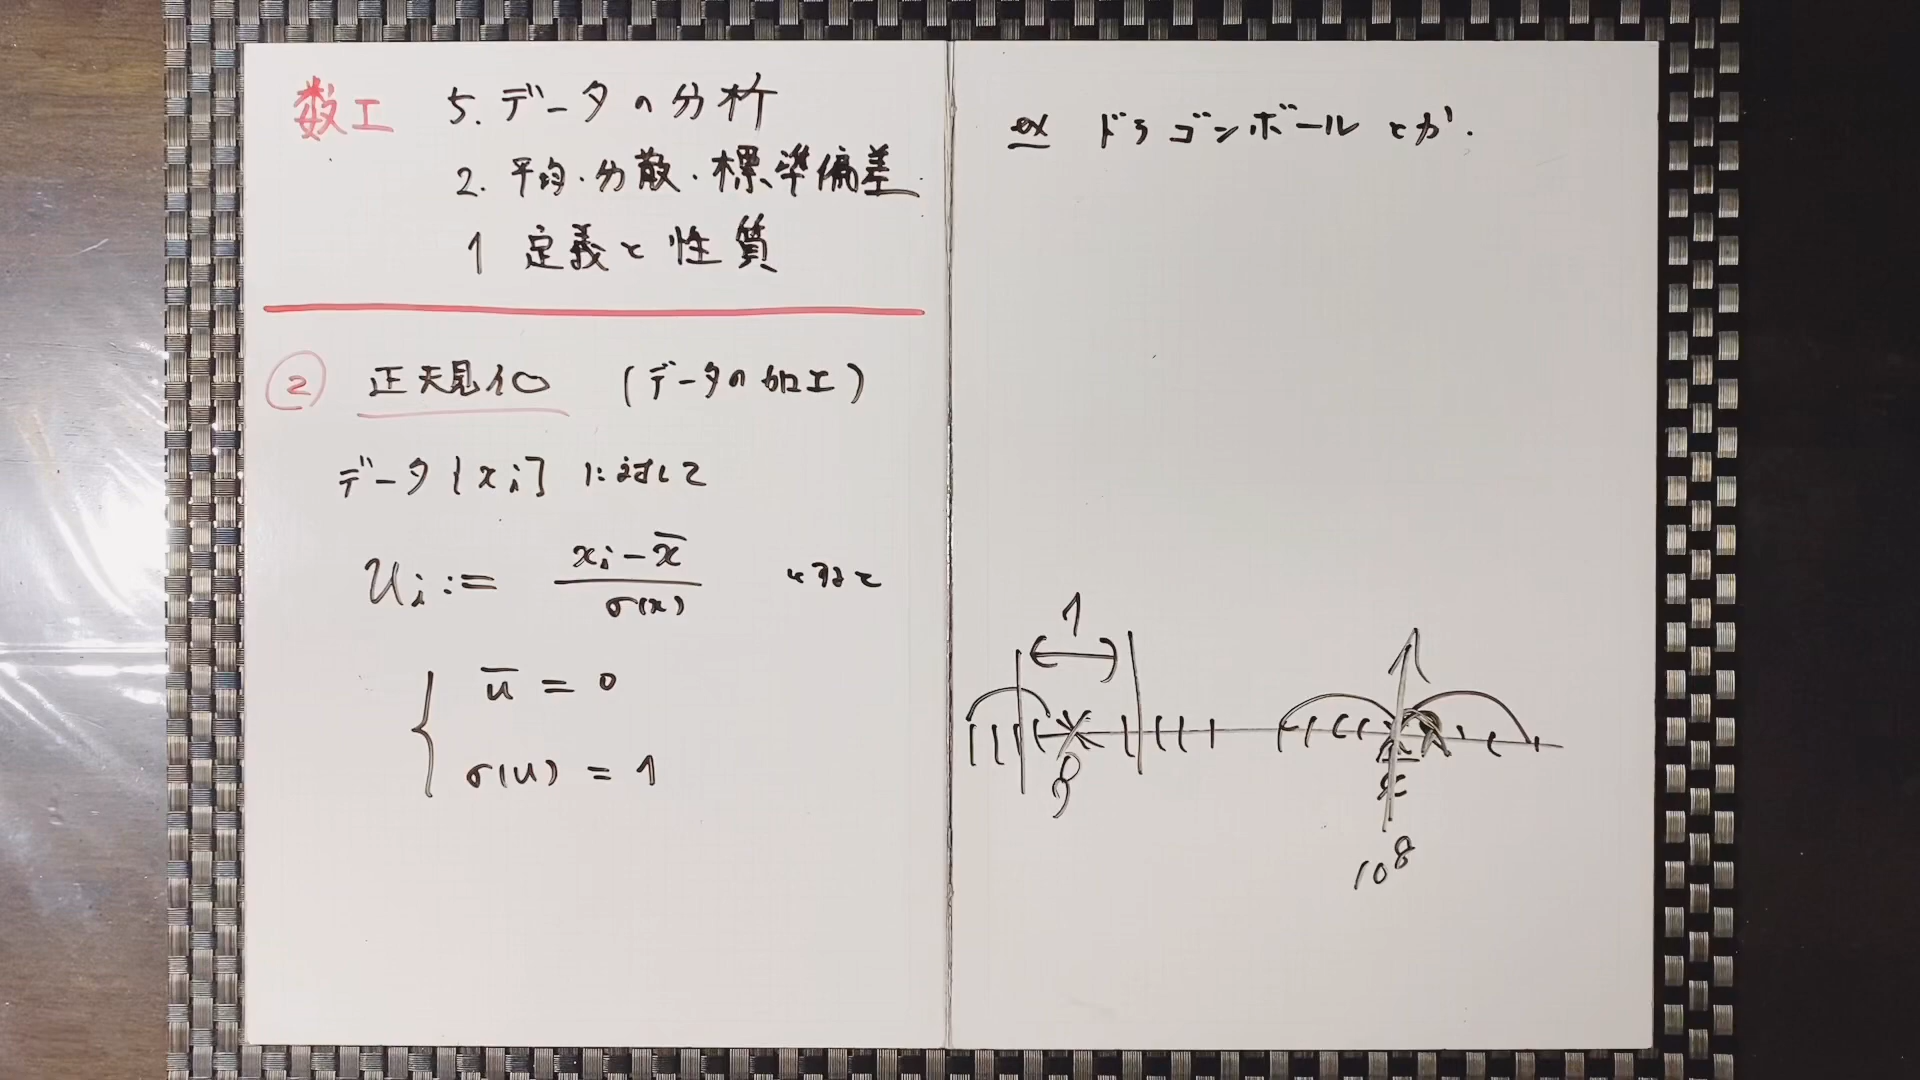 数I 5. データの分析
2. 平均・分散・標準偏差
1 定義と性質
② 正規化 (データの加工)
データ{xi}に対して
ui := (xi − x̄)/σ(x) とすると
ū = 0
σ(u) = 1
ex ドラゴンボールとか.
1
0
x̄
10⁸